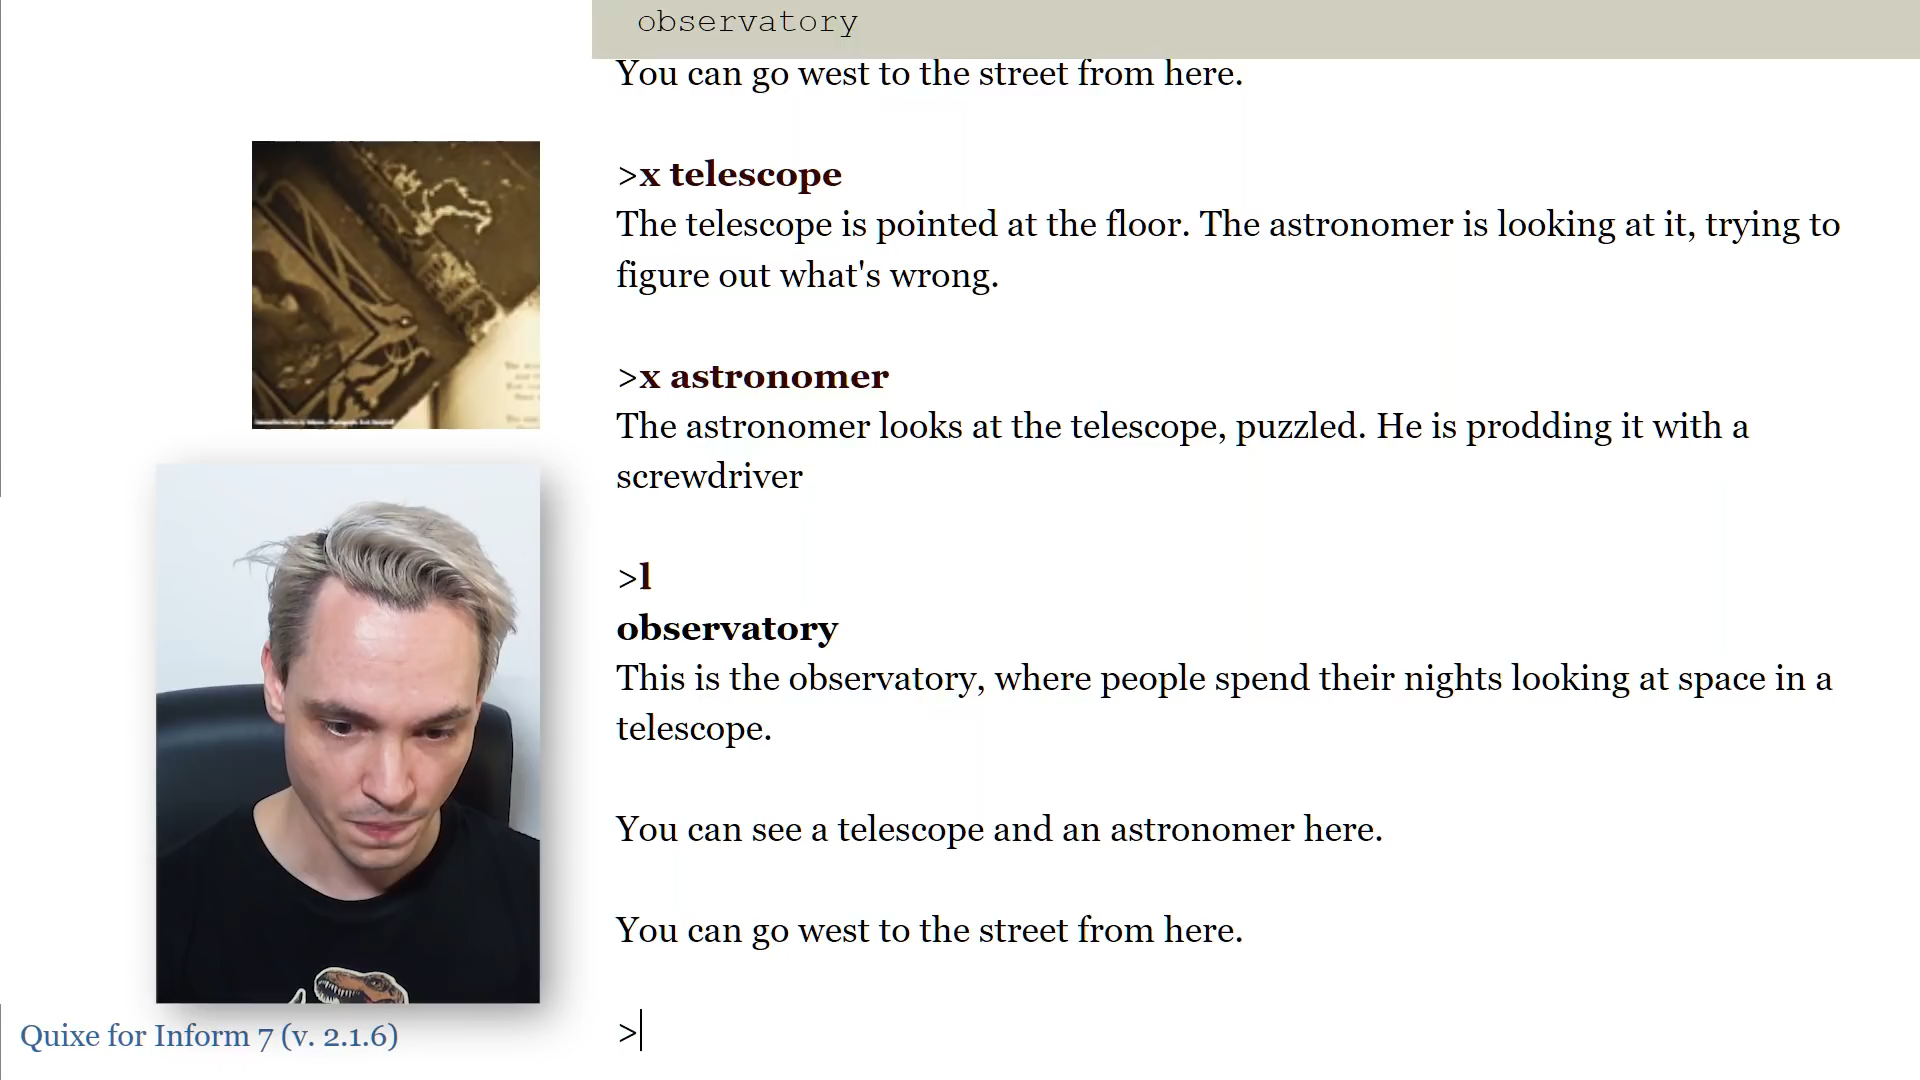 observatory
You can go west to the street from here.
>x telescope
The telescope is pointed at the floor. The astronomer is looking at it, trying to
figure out what's wrong.
>x astronomer
The astronomer looks at the telescope, puzzled. He is prodding it with a
screwdriver
>l
observatory
This is the observatory, where people spend their nights looking at space in a
telescope.
You can see a telescope and an astronomer here.
You can go west to the street from here.
>
Quixe for Inform 7 (v. 2.1.6)